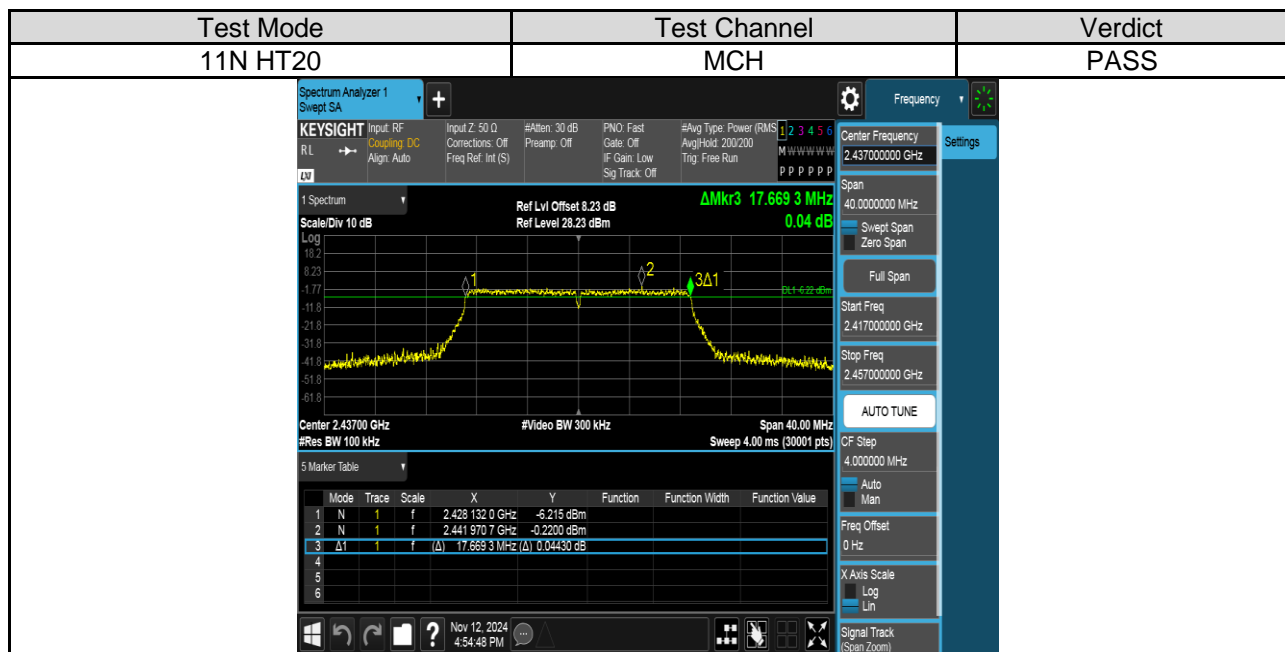 Test Mode Test Channel Verdict
11N HT20 MCH PASS
Spectrum Analyzer 1
Swept SA
Frequency
KEYSIGHT Input: RF Input Z: 50 Ω #Atten: 30 dB PNO: Fast #Avg Type: Power (RMS 1 2 3 4 5 6
Coupling: DC Corrections: Off Preamp: Off Gate: Off Avg|Hold: 200/200
RL Align: Auto Freq Ref: Int (S) IF Gain: Low Trig: Free Run M W W W W W
LXI Sig Track: Off P P P P P P
Center Frequency
2.437000000 GHz
Settings
1 Spectrum
Ref Lvl Offset 8.23 dB
ΔMkr3 17.669 3 MHz
Scale/Div 10 dB
Ref Level 28.23 dBm
0.04 dB
Log
18.2
8.23
-1.77
-11.8
-21.8
-31.8
-41.8
-51.8
-61.8
1
2
3Δ1
DL1 -6.22 dBm
Center 2.43700 GHz #Video BW 300 kHz Span 40.00 MHz
#Res BW 100 kHz Sweep 4.00 ms (30001 pts)
Span
40.0000000 MHz
Swept Span
Zero Span
Full Span
Start Freq
2.417000000 GHz
Stop Freq
2.457000000 GHz
AUTO TUNE
CF Step
4.000000 MHz
Auto
Man
Freq Offset
0 Hz
X Axis Scale
Log
Lin
Signal Track
(Span Zoom)
5 Marker Table
Mode Trace Scale X Y Function Function Width Function Value
1 N 1 f 2.428 132 0 GHz -6.215 dBm
2 N 1 f 2.441 970 7 GHz -0.2200 dBm
3 Δ1 1 f (Δ) 17.669 3 MHz (Δ) 0.04430 dB
4
5
6
?
Nov 12, 2024
4:54:48 PM